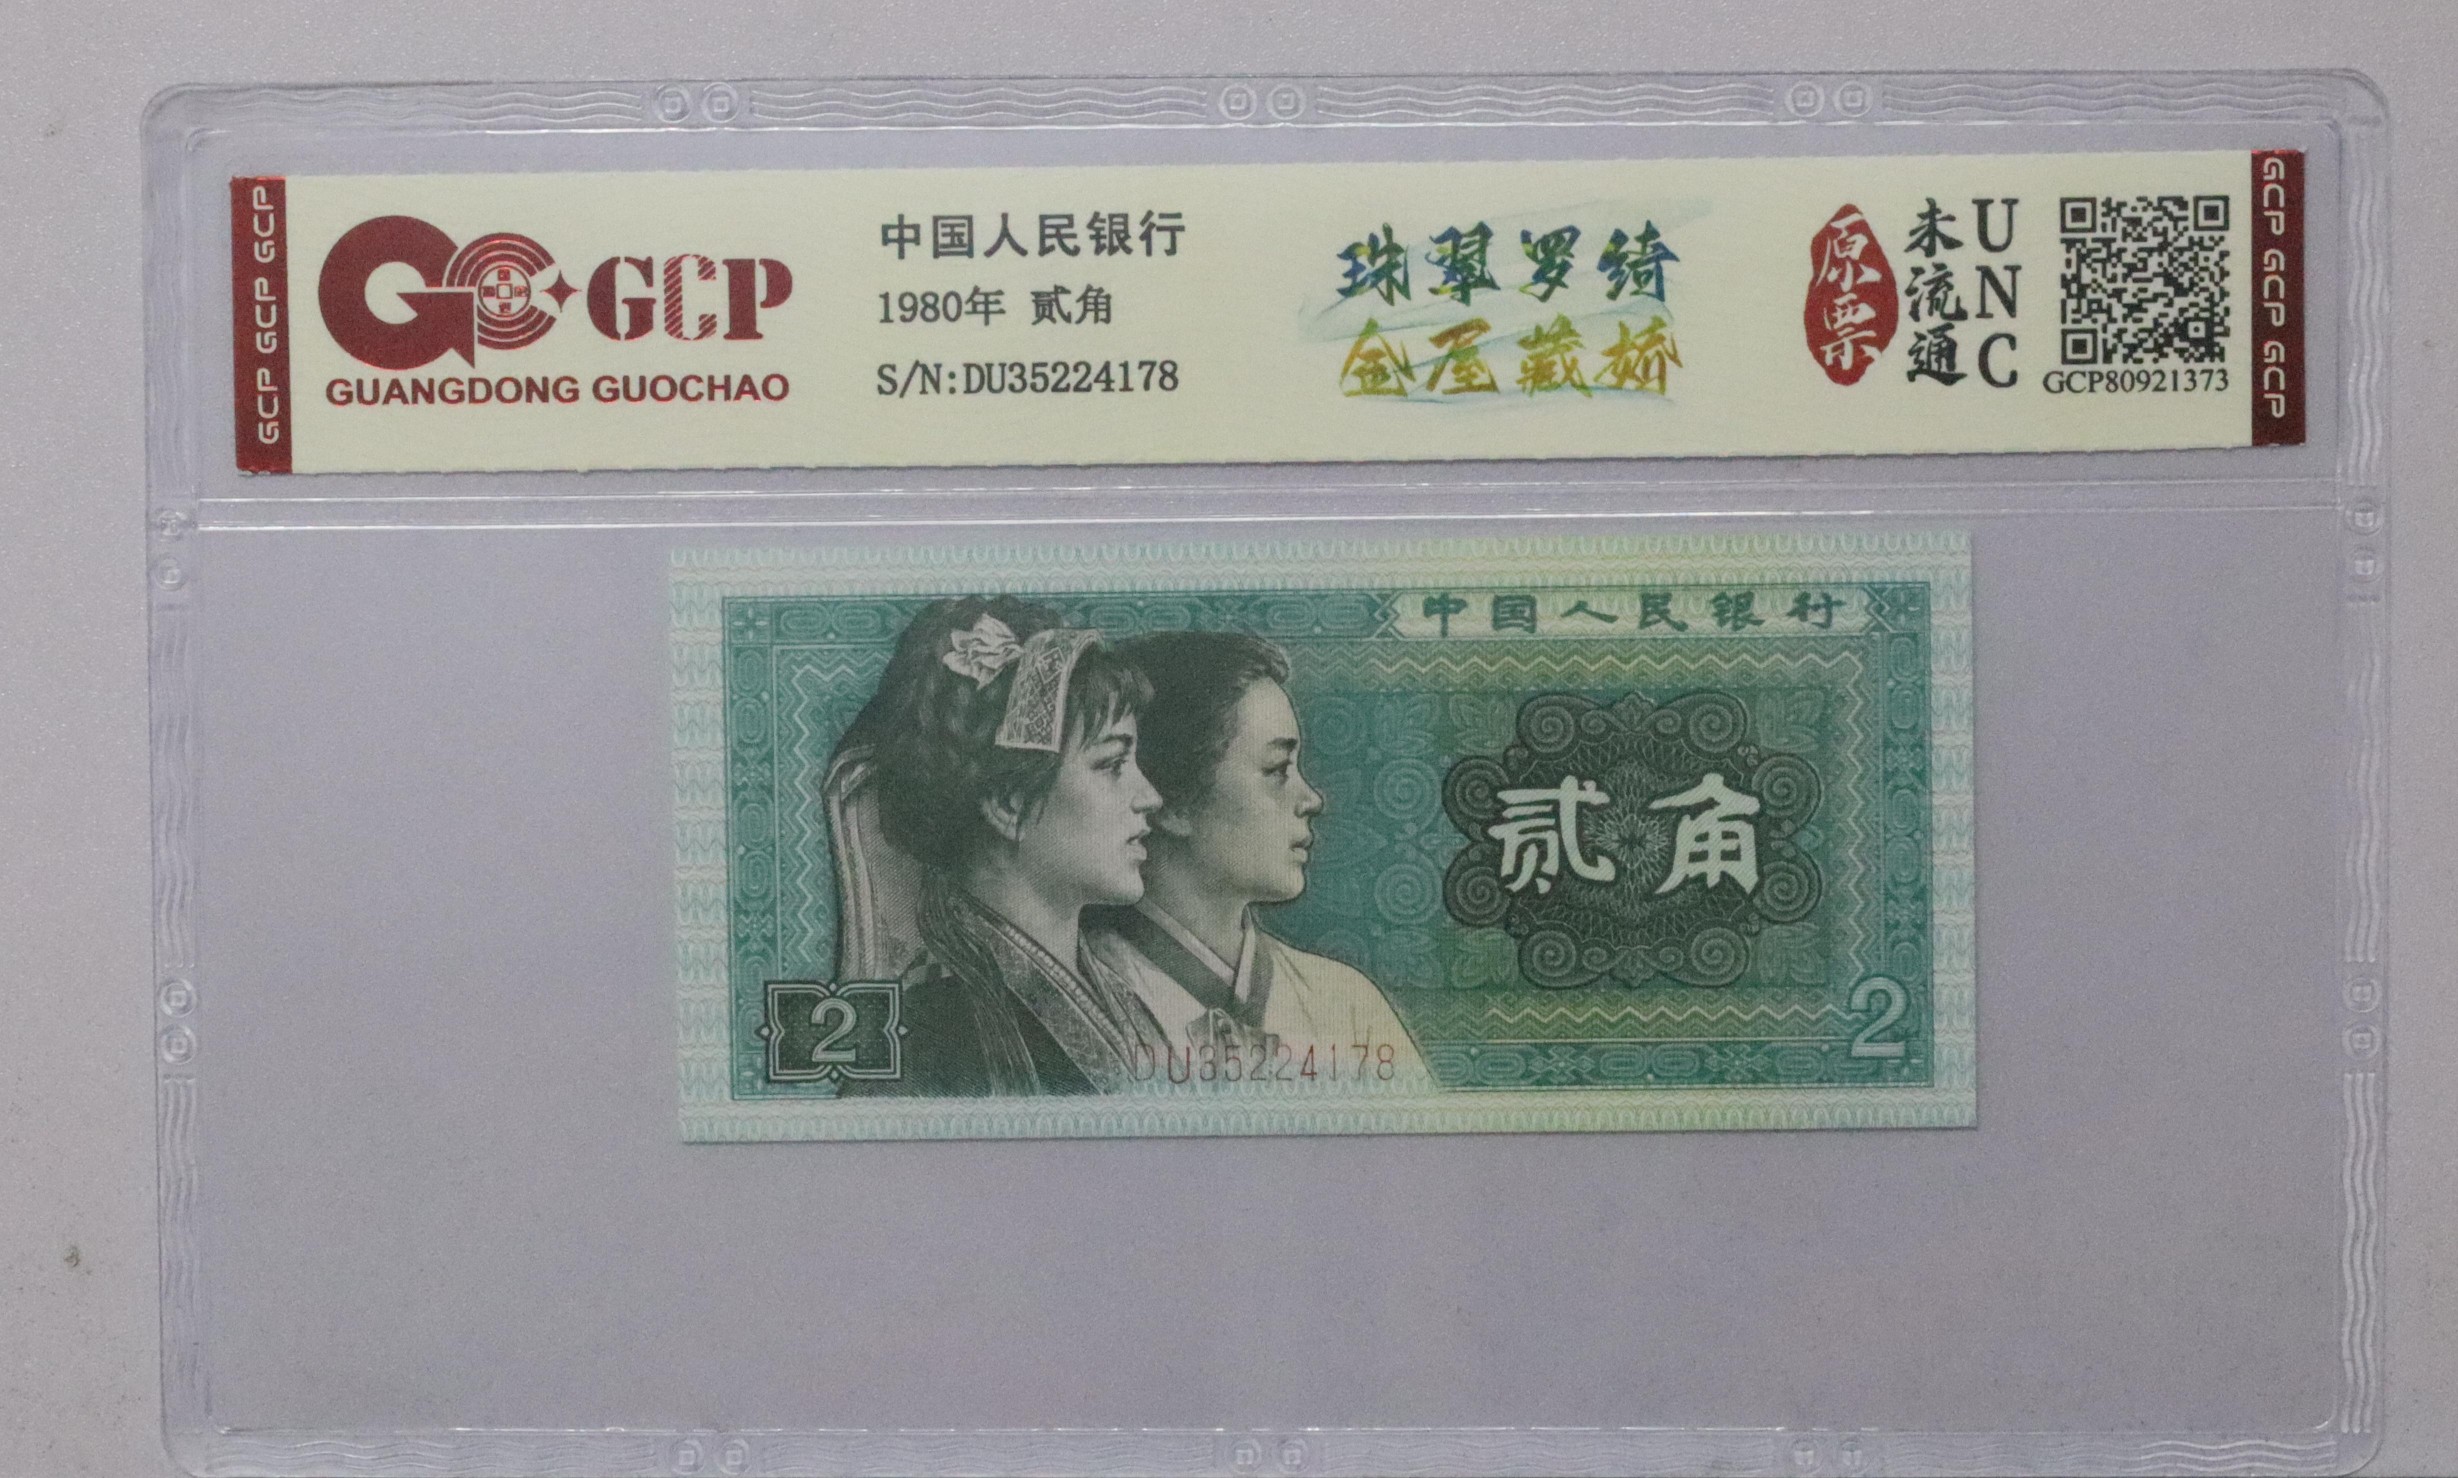 GCP GCP GCP
GCP
GUANGDONG GUOCHAO
中国人民银行
1980年 贰角
S/N:DU35224178
珠翠罗绮
金屋藏娇
原票
未流通
UNC
GCP80921373
GCP GCP GCP
中国人民银行
贰角
2
2
DU35224178